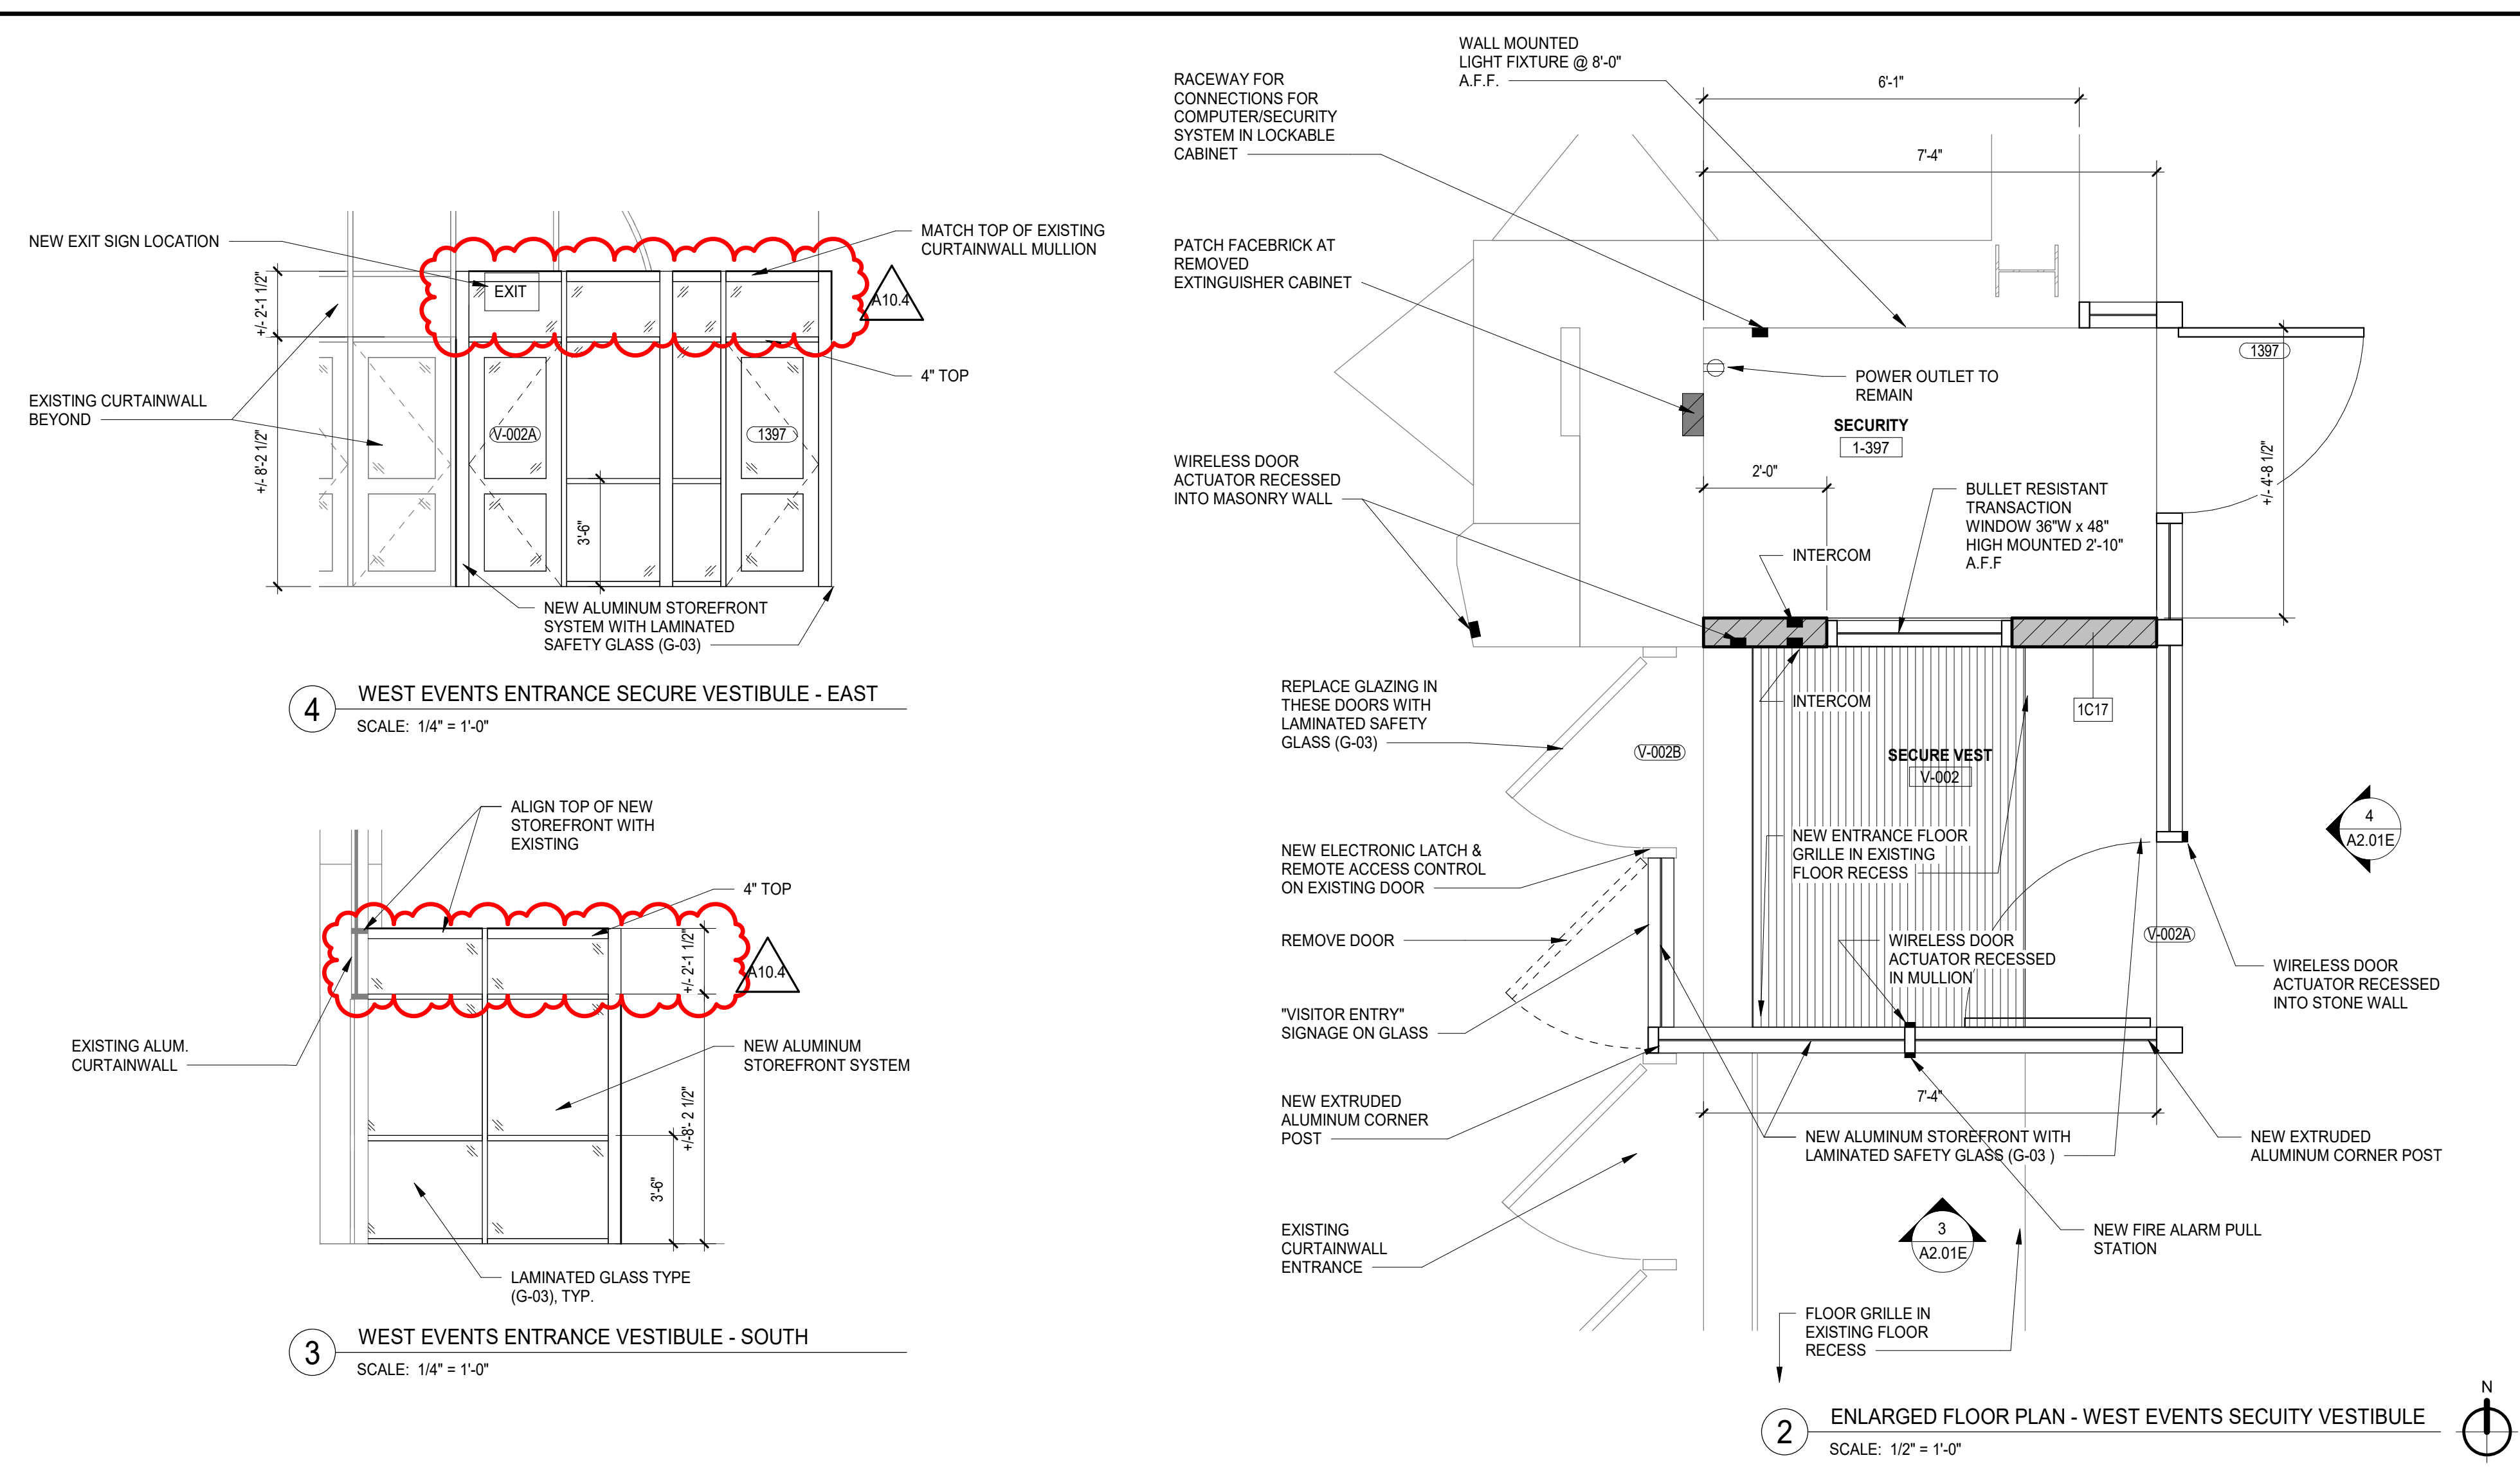 NEW EXIT SIGN LOCATION
EXIT
MATCH TOP OF EXISTING
CURTAINWALL MULLION
A10.4
+/- 2'-1 1/2"
4" TOP
EXISTING CURTAINWALL
BEYOND
+/- 8'-2 1/2"
V-002A
1397
3'-6"
NEW ALUMINUM STOREFRONT
SYSTEM WITH LAMINATED
SAFETY GLASS (G-03)
4
WEST EVENTS ENTRANCE SECURE VESTIBULE - EAST
SCALE: 1/4" = 1'-0"
ALIGN TOP OF NEW
STOREFRONT WITH
EXISTING
4" TOP
+/- 2'-1 1/2"
A10.4
EXISTING ALUM.
CURTAINWALL
NEW ALUMINUM
STOREFRONT SYSTEM
+/-8'- 2 1/2"
3'-6"
LAMINATED GLASS TYPE
(G-03), TYP.
3
WEST EVENTS ENTRANCE VESTIBULE - SOUTH
SCALE: 1/4" = 1'-0"
WALL MOUNTED
LIGHT FIXTURE @ 8'-0"
A.F.F.
RACEWAY FOR
CONNECTIONS FOR
COMPUTER/SECURITY
SYSTEM IN LOCKABLE
CABINET
6'-1"
7'-4"
PATCH FACEBRICK AT
REMOVED
EXTINGUISHER CABINET
1397
POWER OUTLET TO
REMAIN
SECURITY
1-397
WIRELESS DOOR
ACTUATOR RECESSED
INTO MASONRY WALL
2'-0"
+/- 4'-8 1/2"
BULLET RESISTANT
TRANSACTION
WINDOW 36"W x 48"
HIGH MOUNTED 2'-10"
A.F.F
INTERCOM
REPLACE GLAZING IN
THESE DOORS WITH
LAMINATED SAFETY
GLASS (G-03)
INTERCOM
1C17
V-002B
SECURE VEST
V-002
4
A2.01E
NEW ENTRANCE FLOOR
GRILLE IN EXISTING
FLOOR RECESS
NEW ELECTRONIC LATCH &
REMOTE ACCESS CONTROL
ON EXISTING DOOR
REMOVE DOOR
WIRELESS DOOR
ACTUATOR RECESSED
IN MULLION
V-002A
WIRELESS DOOR
ACTUATOR RECESSED
INTO STONE WALL
"VISITOR ENTRY"
SIGNAGE ON GLASS
NEW EXTRUDED
ALUMINUM CORNER
POST
7'-4"
NEW ALUMINUM STOREFRONT WITH
LAMINATED SAFETY GLASS (G-03 )
NEW EXTRUDED
ALUMINUM CORNER POST
EXISTING
CURTAINWALL
ENTRANCE
3
A2.01E
NEW FIRE ALARM PULL
STATION
FLOOR GRILLE IN
EXISTING FLOOR
RECESS
2
ENLARGED FLOOR PLAN - WEST EVENTS SECUITY VESTIBULE
SCALE: 1/2" = 1'-0"
N